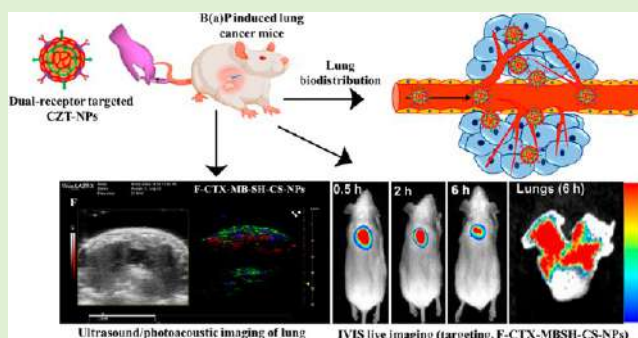 B(a)P induced lung
cancer mice
Lung
biodistribution
Dual-receptor targeted
CZT-NPs
F-CTX-MB-SH-CS-NPs
F
0.5 h
2 h
6 h
Lungs (6 h)
Ultrasound/photoacoustic imaging of lung
IVIS live imaging (targeting, F-CTX-MBSH-CS-NPs)